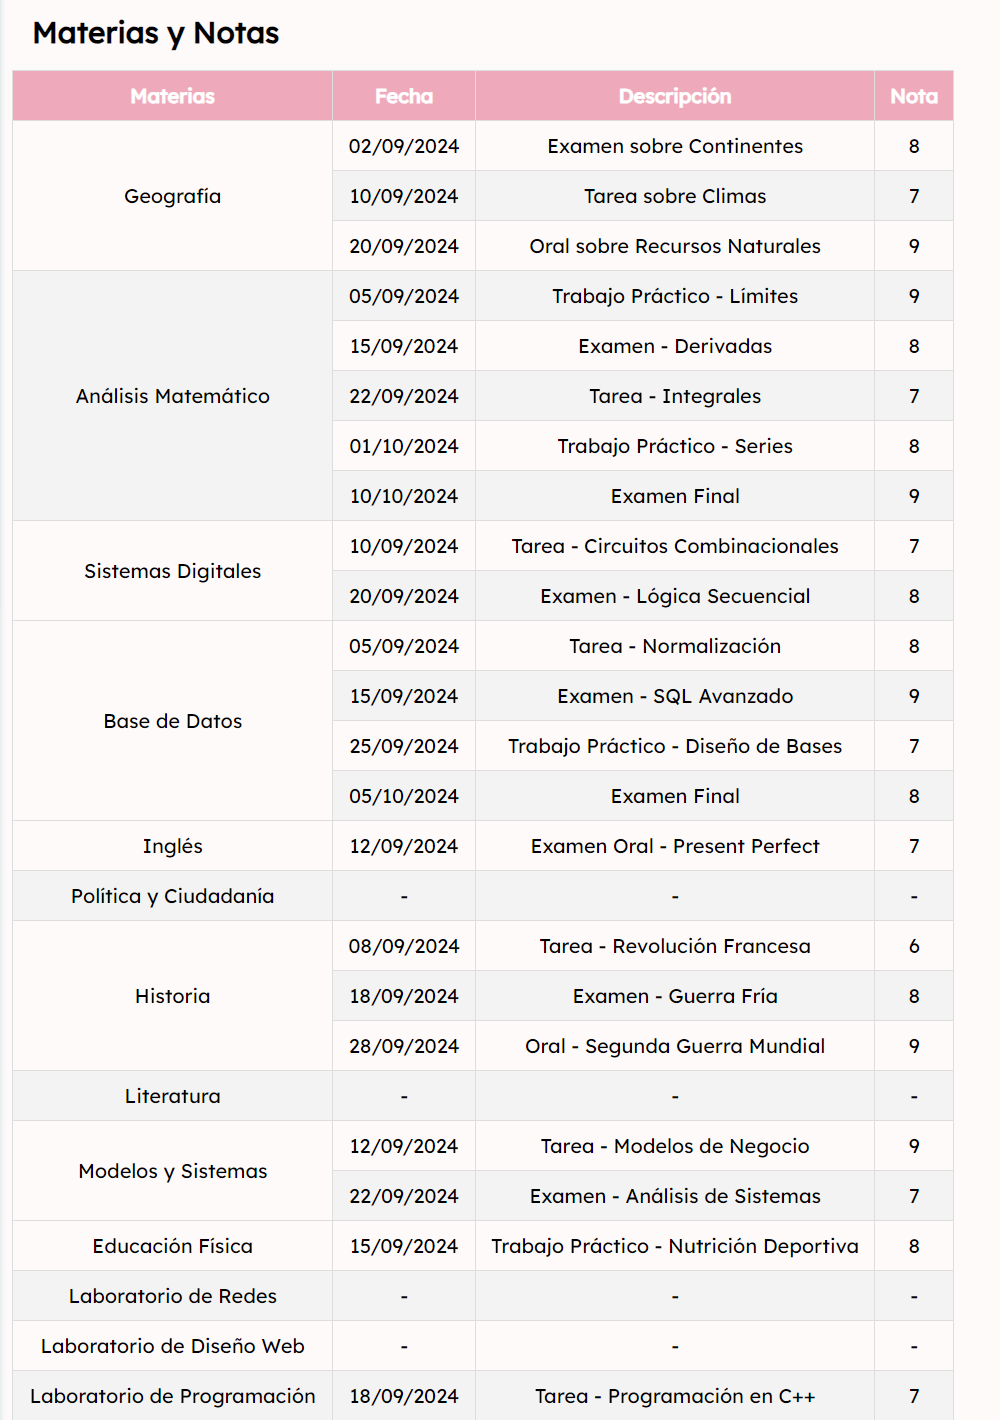 Materias y Notas
Materias Fecha Descripción Nota
Geografía
02/09/2024 Examen sobre Continentes 8
10/09/2024 Tarea sobre Climas 7
20/09/2024 Oral sobre Recursos Naturales 9
Análisis Matemático
05/09/2024 Trabajo Práctico - Límites 9
15/09/2024 Examen - Derivadas 8
22/09/2024 Tarea - Integrales 7
01/10/2024 Trabajo Práctico - Series 8
10/10/2024 Examen Final 9
Sistemas Digitales
10/09/2024 Tarea - Circuitos Combinacionales 7
20/09/2024 Examen - Lógica Secuencial 8
Base de Datos
05/09/2024 Tarea - Normalización 8
15/09/2024 Examen - SQL Avanzado 9
25/09/2024 Trabajo Práctico - Diseño de Bases 7
05/10/2024 Examen Final 8
Inglés 12/09/2024 Examen Oral - Present Perfect 7
Política y Ciudadanía - - -
Historia
08/09/2024 Tarea - Revolución Francesa 6
18/09/2024 Examen - Guerra Fría 8
28/09/2024 Oral - Segunda Guerra Mundial 9
Literatura - - -
Modelos y Sistemas
12/09/2024 Tarea - Modelos de Negocio 9
22/09/2024 Examen - Análisis de Sistemas 7
Educación Física 15/09/2024 Trabajo Práctico - Nutrición Deportiva 8
Laboratorio de Redes - - -
Laboratorio de Diseño Web - - -
Laboratorio de Programación 18/09/2024 Tarea - Programación en C++ 7